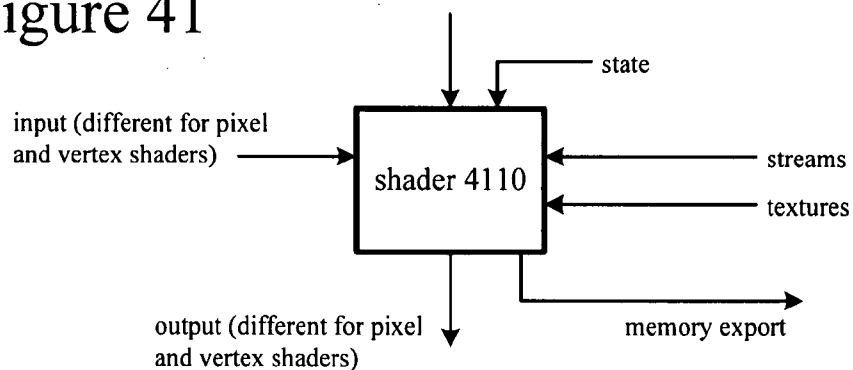 igure 41
state
input (different for pixel
and vertex shaders)
shader 4110
streams
textures
output (different for pixel
and vertex shaders)
memory export